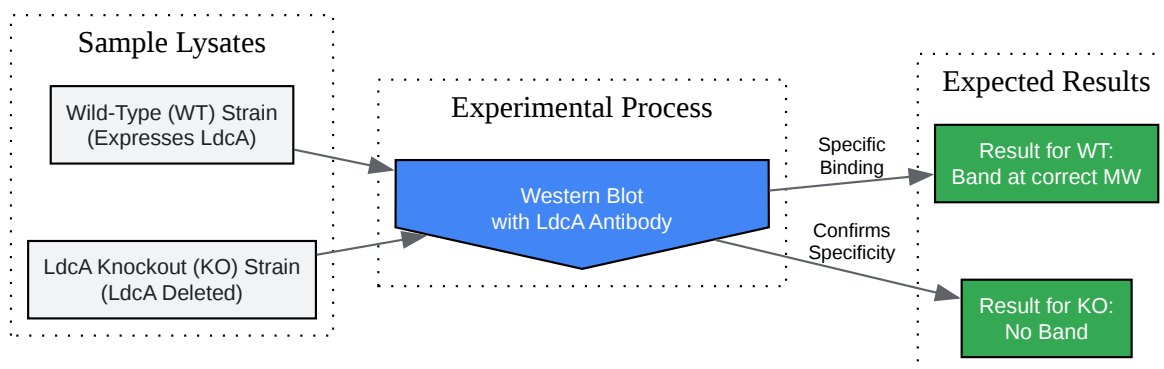 Sample Lysates
Wild-Type (WT) Strain
(Expresses LdcA)
LdcA Knockout (KO) Strain
(LdcA Deleted)
Experimental Process
Western Blot
with LdcA Antibody
Specific
Binding
Confirms
Specificity
Expected Results
Result for WT:
Band at correct MW
Result for KO:
No Band